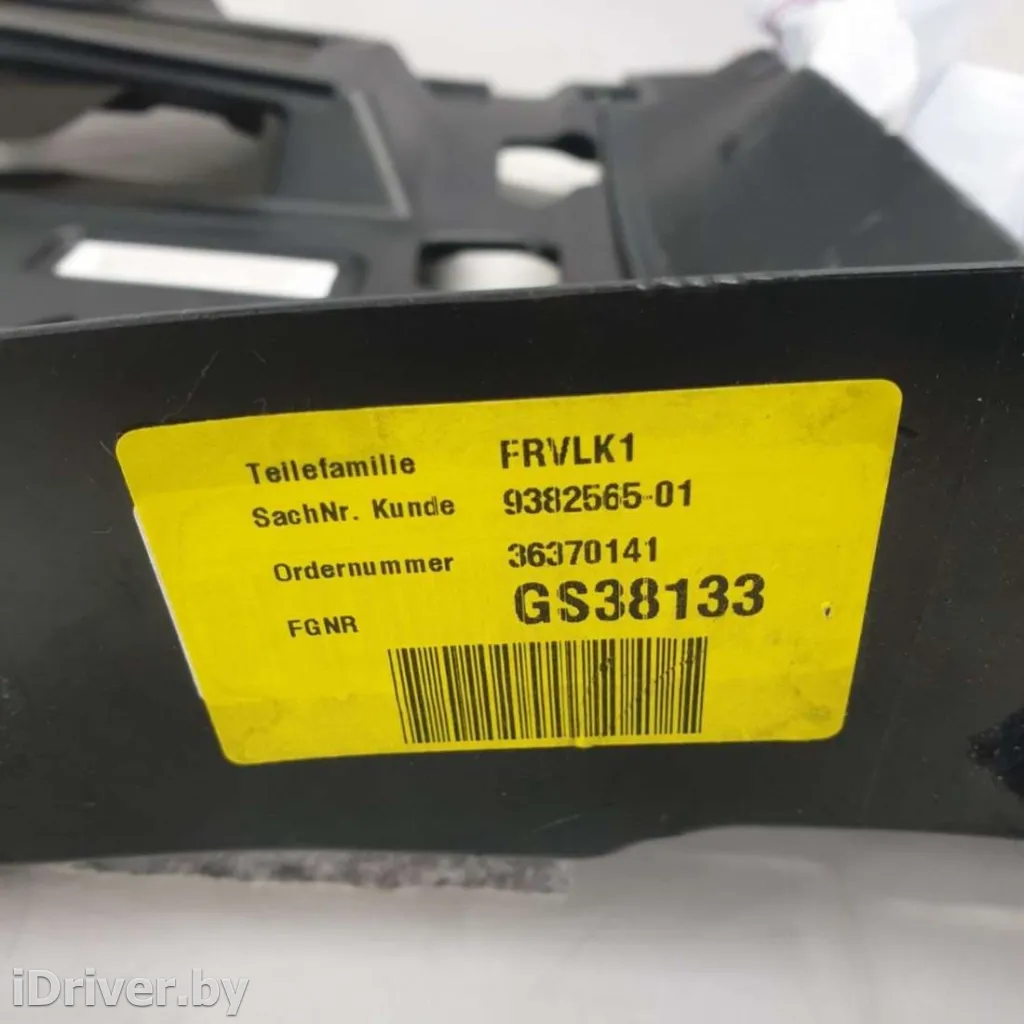 Teilefamilie FRVLK1
SachNr. Kunde 9382565-01
Ordernummer 36370141
FGNR GS38133
iDriver.by